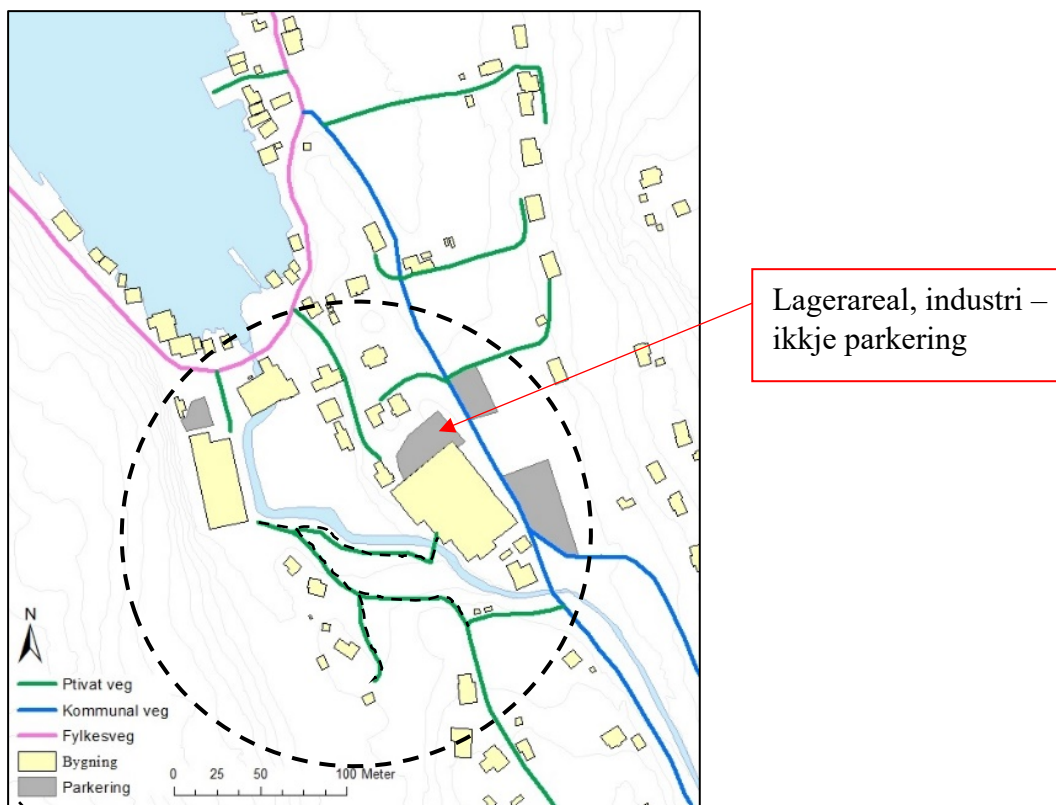 Lagerareal, industri –
ikkje parkering
N
Ptivat veg
Kommunal veg
Fylkesveg
Bygning
Parkering
0 25 50 100 Meter